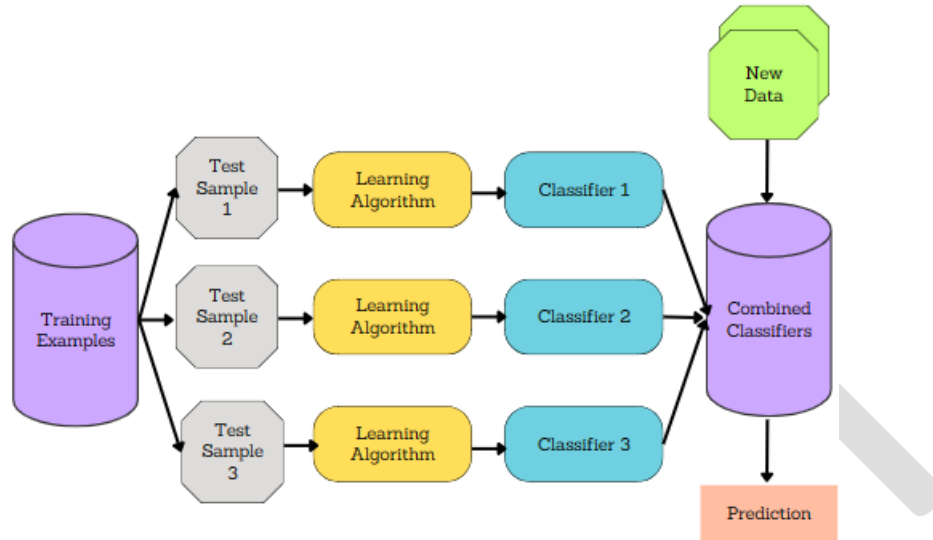 New
Data
Test
Sample
1
Learning
Algorithm
Classifier 1
Training
Examples
Test
Sample
2
Learning
Algorithm
Classifier 2
Combined
Classifiers
Test
Sample
3
Learning
Algorithm
Classifier 3
Prediction